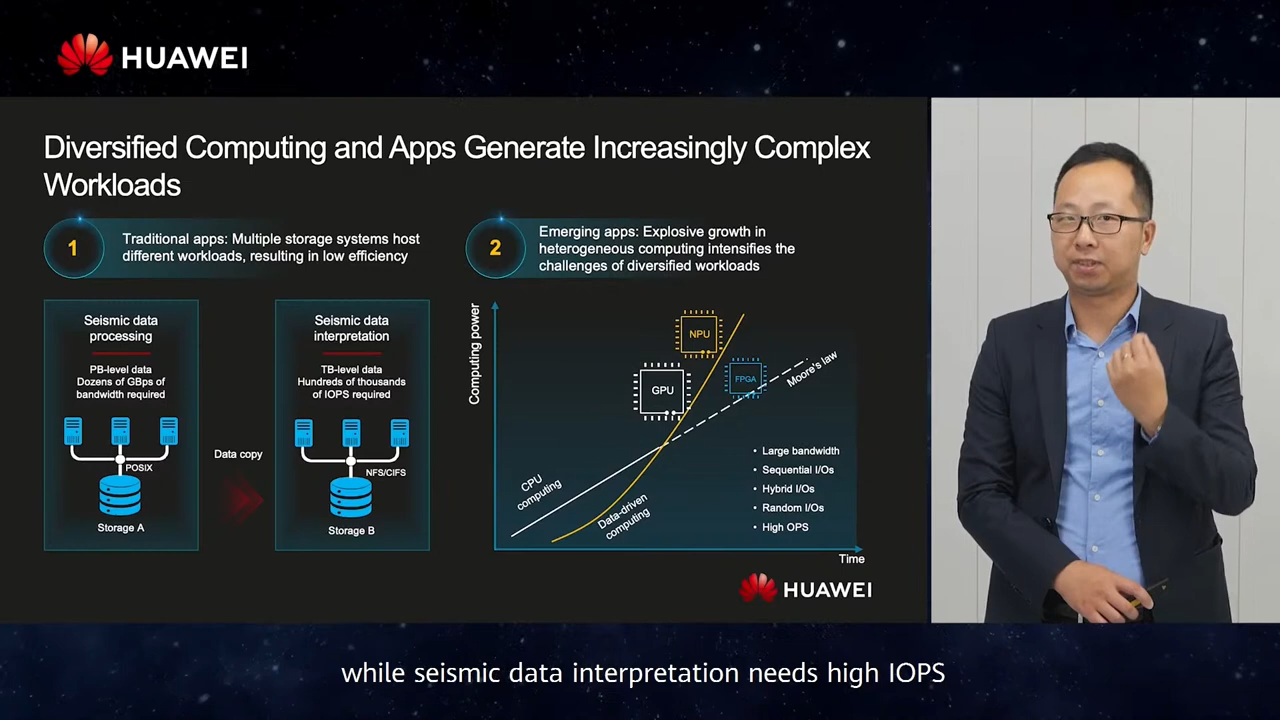 HUAWEI
Diversified Computing and Apps Generate Increasingly Complex
Workloads
1
Traditional apps: Multiple storage systems host
different workloads, resulting in low efficiency
2
Emerging apps: Explosive growth in
heterogeneous computing intensifies the
challenges of diversified workloads
Seismic data
processing
PB-level data
Dozens of GBps of
bandwidth required
POSIX
Storage A
Data copy
Seismic data
interpretation
TB-level data
Hundreds of thousands
of IOPS required
NFS/CIFS
Storage B
Computing power
NPU
GPU
FPGA
Moore's law
CPU
computing
Data-driven
computing
• Large bandwidth
• Sequential I/Os
• Hybrid I/Os
• Random I/Os
• High OPS
Time
HUAWEI
while seismic data interpretation needs high IOPS